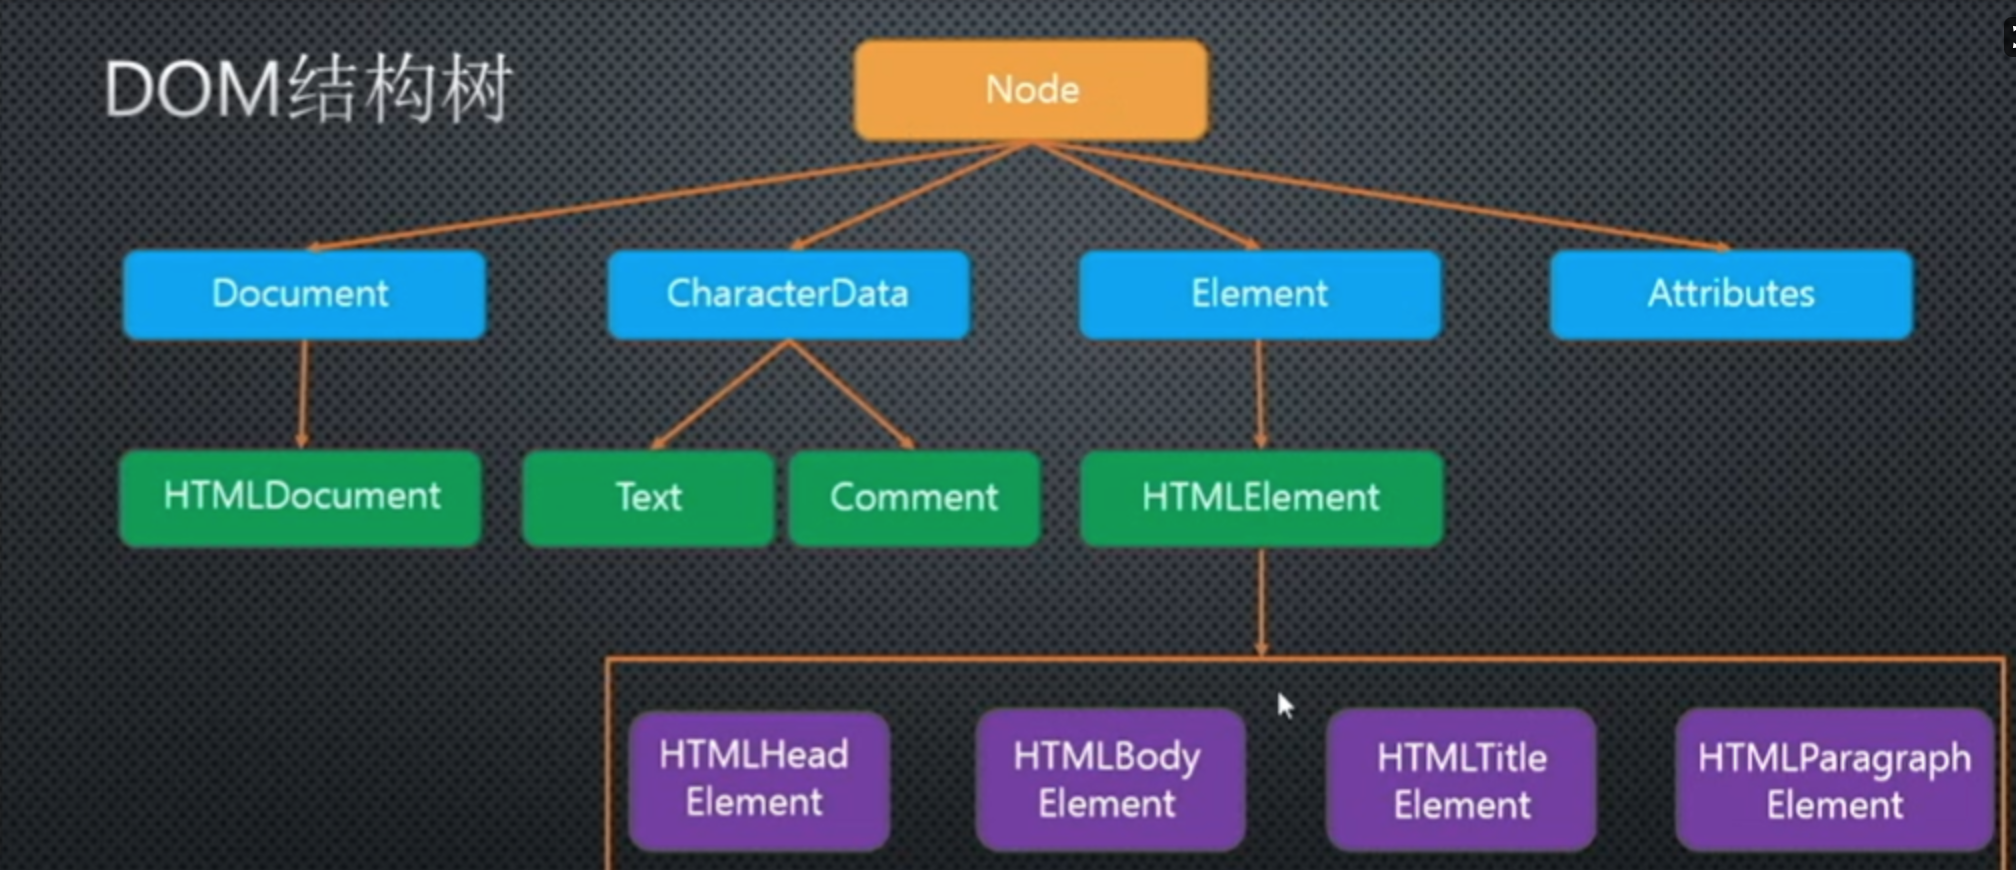 DOM结构树
Node
Document
CharacterData
Element
Attributes
HTMLDocument
Text
Comment
HTMLElement
HTMLHead
Element
HTMLBody
Element
HTMLTitle
Element
HTMLParagraph
Element